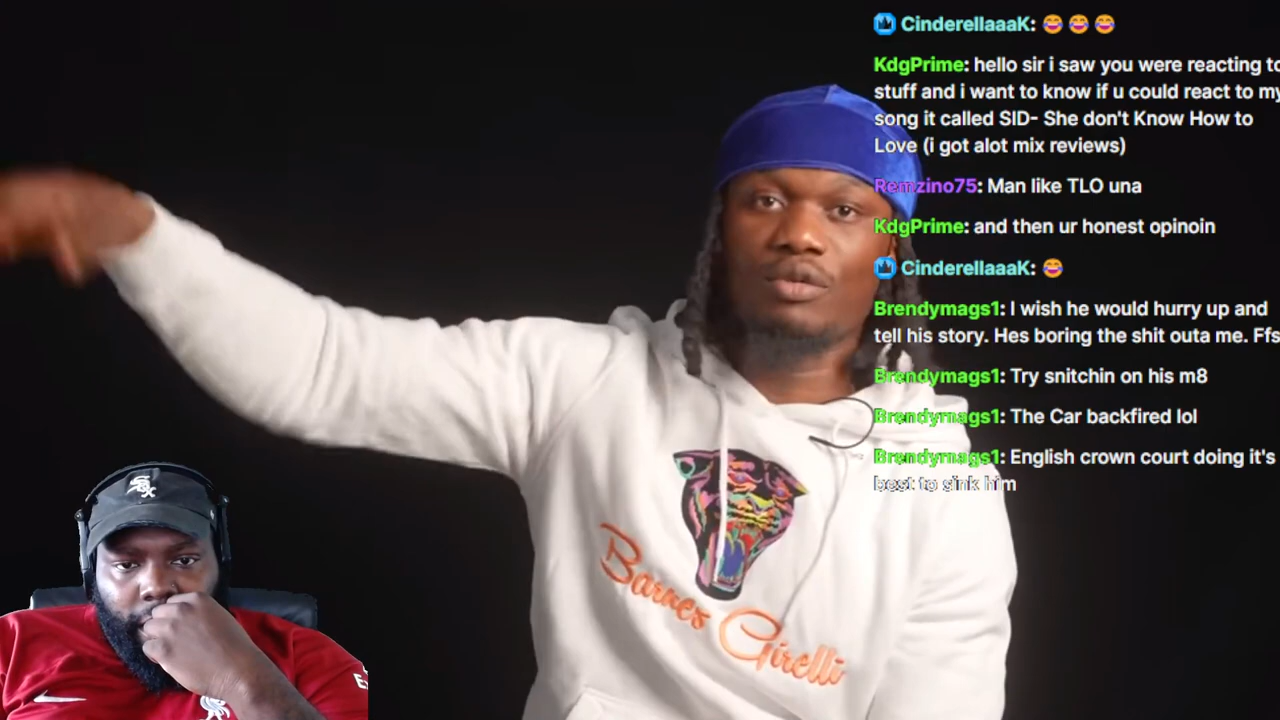 CinderellaaaK: 😂 😂 😂
KdgPrime: hello sir i saw you were reacting to
stuff and i want to know if u could react to my
song it called SID- She don't Know How to
Love (i got alot mix reviews)
Remzino75: Man like TLO una
KdgPrime: and then ur honest opinoin
CinderellaaaK: 😂
Brendymags1: I wish he would hurry up and
tell his story. Hes boring the shit outa me. Ffs
Brendymags1: Try snitchin on his m8
Brendymags1: The Car backfired lol
Brendymags1: English crown court doing it's
best to sink him
Barnes Girelli
SOX